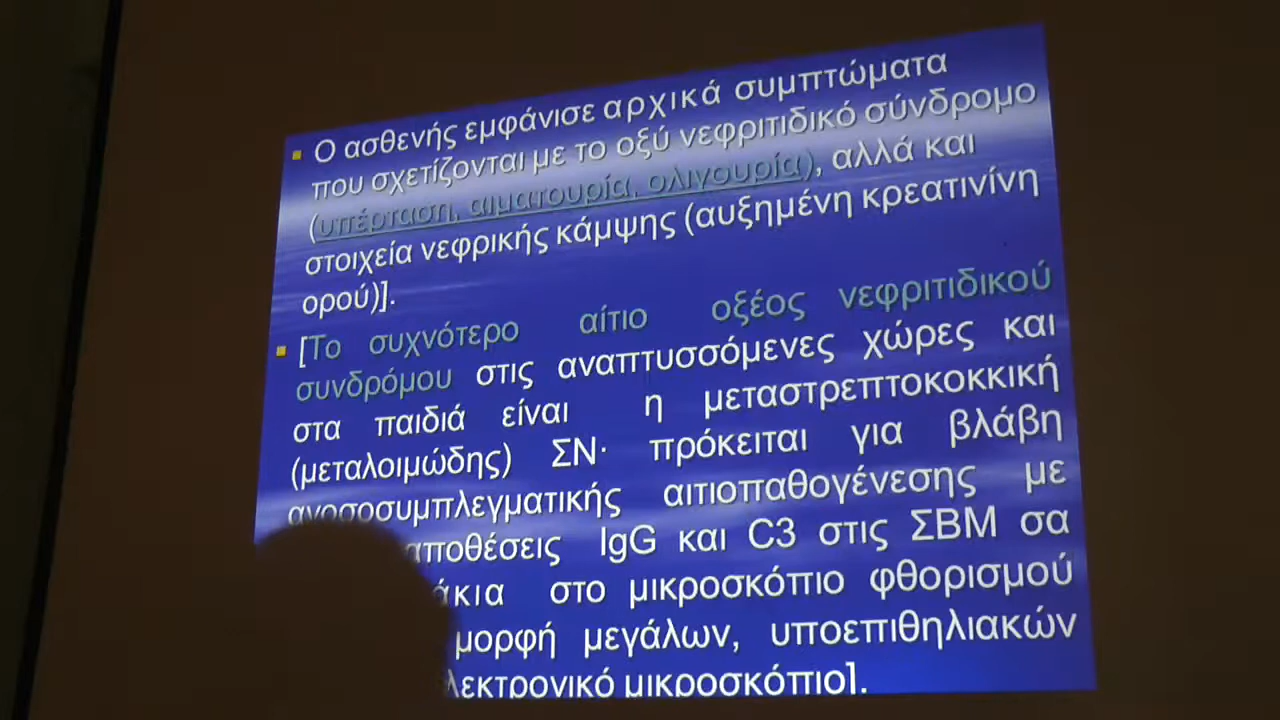 Ο ασθενής εμφάνισε αρχικά συμπτώματα
που σχετίζονται με το οξύ νεφριτιδικό σύνδρομο
(υπέρταση, αιματουρία, ολιγουρία), αλλά και
στοιχεία νεφρικής κάμψης (αυξημένη κρεατινίνη
ορού)].
[Το συχνότερο αίτιο οξέος νεφριτιδικού
συνδρόμου στις αναπτυσσόμενες χώρες και
στα παιδιά είναι η μεταστρεπτοκοκκική
(μεταλοιμώδης) ΣΝ· πρόκειται για βλάβη
ανοσοσυμπλεγματικής αιτιοπαθογένεσης με
αποθέσεις IgG και C3 στις ΣΒΜ σα
στο μικροσκόπιο φθορισμού
μορφή μεγάλων, υποεπιθηλιακών
μικροσκόπιο].